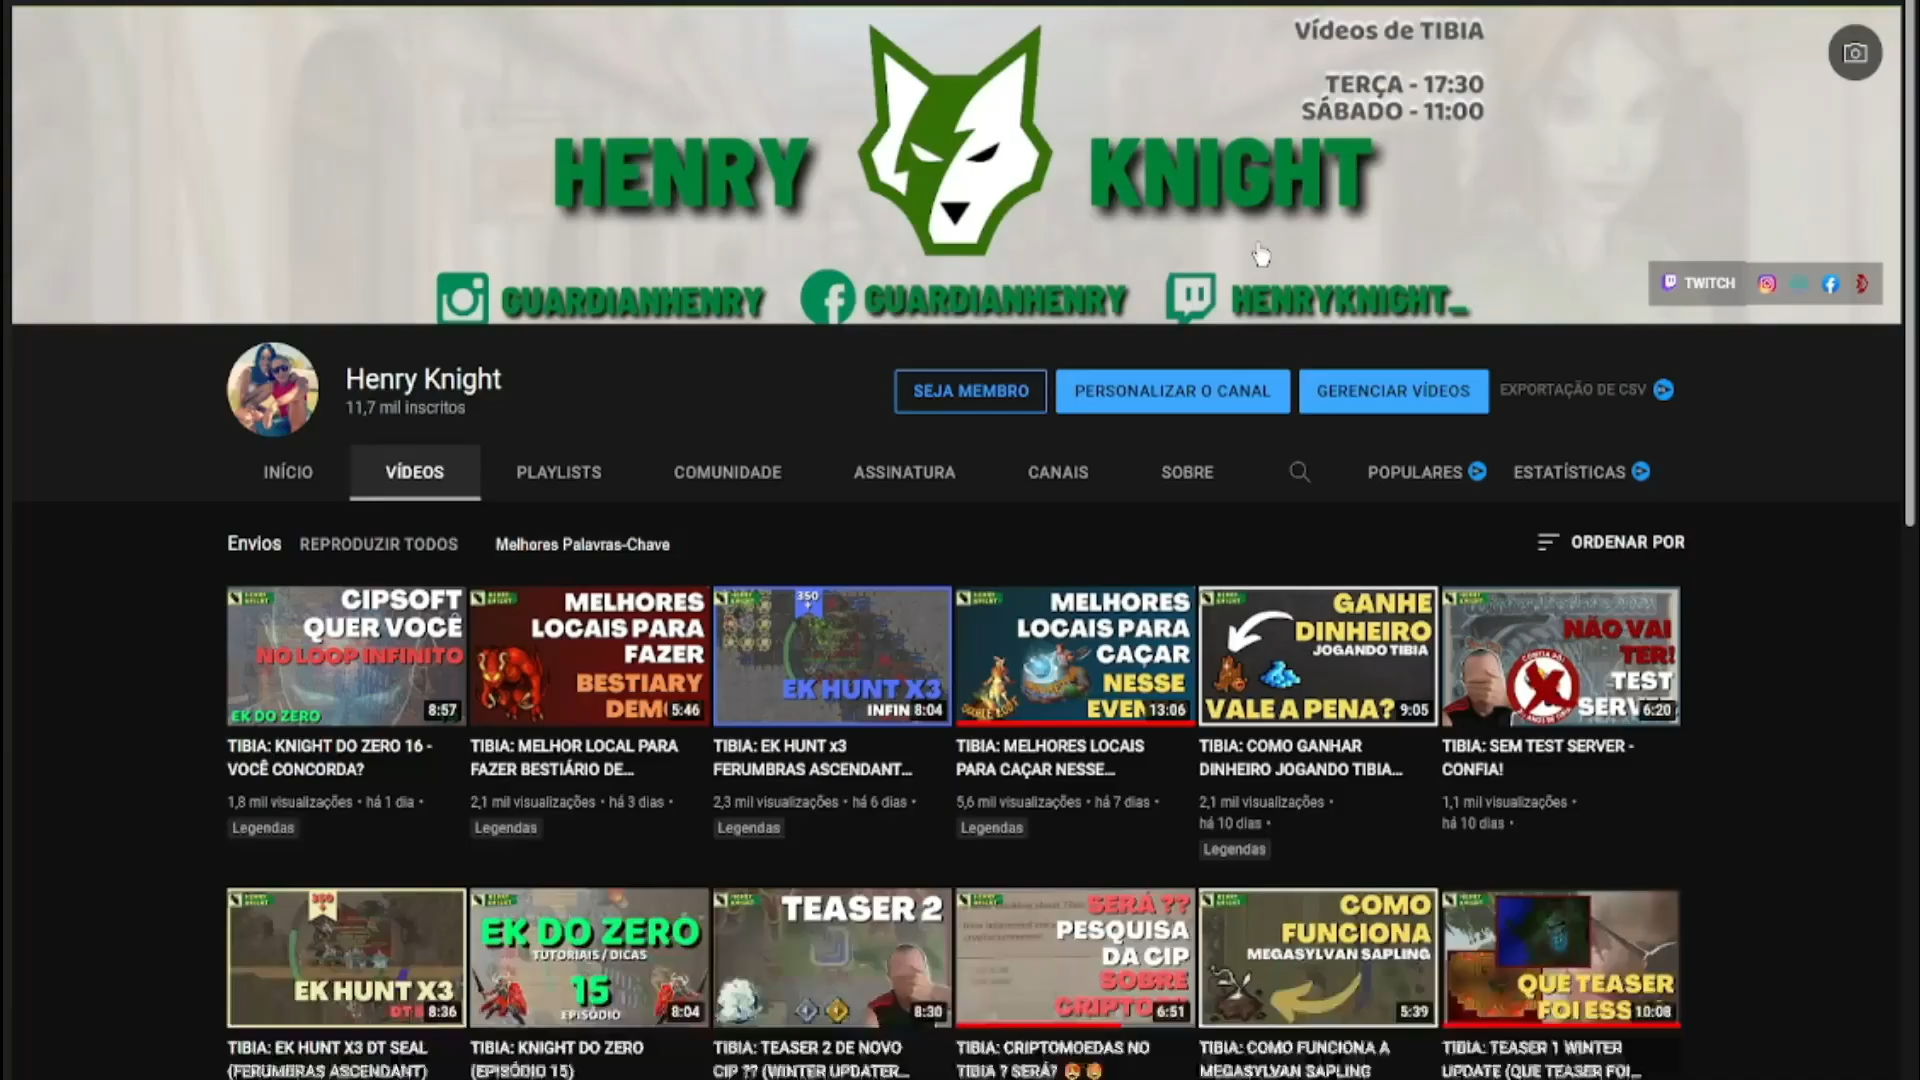 Vídeos de TIBIA
TERÇA - 17:30
SÁBADO - 11:00
HENRY KNIGHT
GUARDIANHENRY
GUARDIANHENRY
HENRYKNIGHT_
TWITCH
Henry Knight
11,7 mil inscritos
SEJA MEMBRO
PERSONALIZAR O CANAL
GERENCIAR VÍDEOS
EXPORTAÇÃO DE CSV
INÍCIO
VÍDEOS
PLAYLISTS
COMUNIDADE
ASSINATURA
CANAIS
SOBRE
POPULARES
ESTATÍSTICAS
Envios
REPRODUZIR TODOS
Melhores Palavras-Chave
ORDENAR POR
CIPSOFT
QUER VOCÊ
NO LOOP INFINITO
EK DO ZERO
8:57
TIBIA: KNIGHT DO ZERO 16 -
VOCÊ CONCORDA?
1,8 mil visualizações • há 1 dia •
Legendas
MELHORES
LOCAIS PARA
FAZER
BESTIARY
5:46
TIBIA: MELHOR LOCAL PARA
FAZER BESTIÁRIO DE...
2,1 mil visualizações • há 3 dias •
Legendas
350
+
EK HUNT X3
INFIN
8:04
TIBIA: EK HUNT x3
FERUMBRAS ASCENDANT...
2,3 mil visualizações • há 6 dias •
Legendas
MELHORES
LOCAIS PARA
CAÇAR
NESSE
EVEN
13:06
TIBIA: MELHORES LOCAIS
PARA CAÇAR NESSE...
5,6 mil visualizações • há 7 dias •
Legendas
GANHE
DINHEIRO
JOGANDO TIBIA
VALE A PENA?
9:05
TIBIA: COMO GANHAR
DINHEIRO JOGANDO TIBIA...
2,1 mil visualizações •
há 10 dias •
Legendas
NÃO VAI
TER!
TEST
SERV
6:20
TIBIA: SEM TEST SERVER -
CONFIA!
1,1 mil visualizações •
há 10 dias •
350
+
EK HUNT X3
8:36
TIBIA: EK HUNT X3 DT SEAL
(FERUMBRAS ASCENDANT)
EK DO ZERO
TUTORIAIS / DICAS
15
EPISÓDIO
8:04
TIBIA: KNIGHT DO ZERO
(EPISÓDIO 15)
TEASER 2
8:30
TIBIA: TEASER 2 DE NOVO
CIP ?? (WINTER UPDATER...
SERÁ ??
PESQUISA
DA CIP
SOBRE
CRIPTO
6:51
TIBIA: CRIPTOMOEDAS NO
TIBIA ? SERÁ?
COMO
FUNCIONA
MEGASYLVAN SAPLING
5:39
TIBIA: COMO FUNCIONA A
MEGASYLVAN SAPLING
QUE TEASER
FOI ESS
10:08
TIBIA: TEASER 1 WINTER
UPDATE (QUE TEASER FOI...